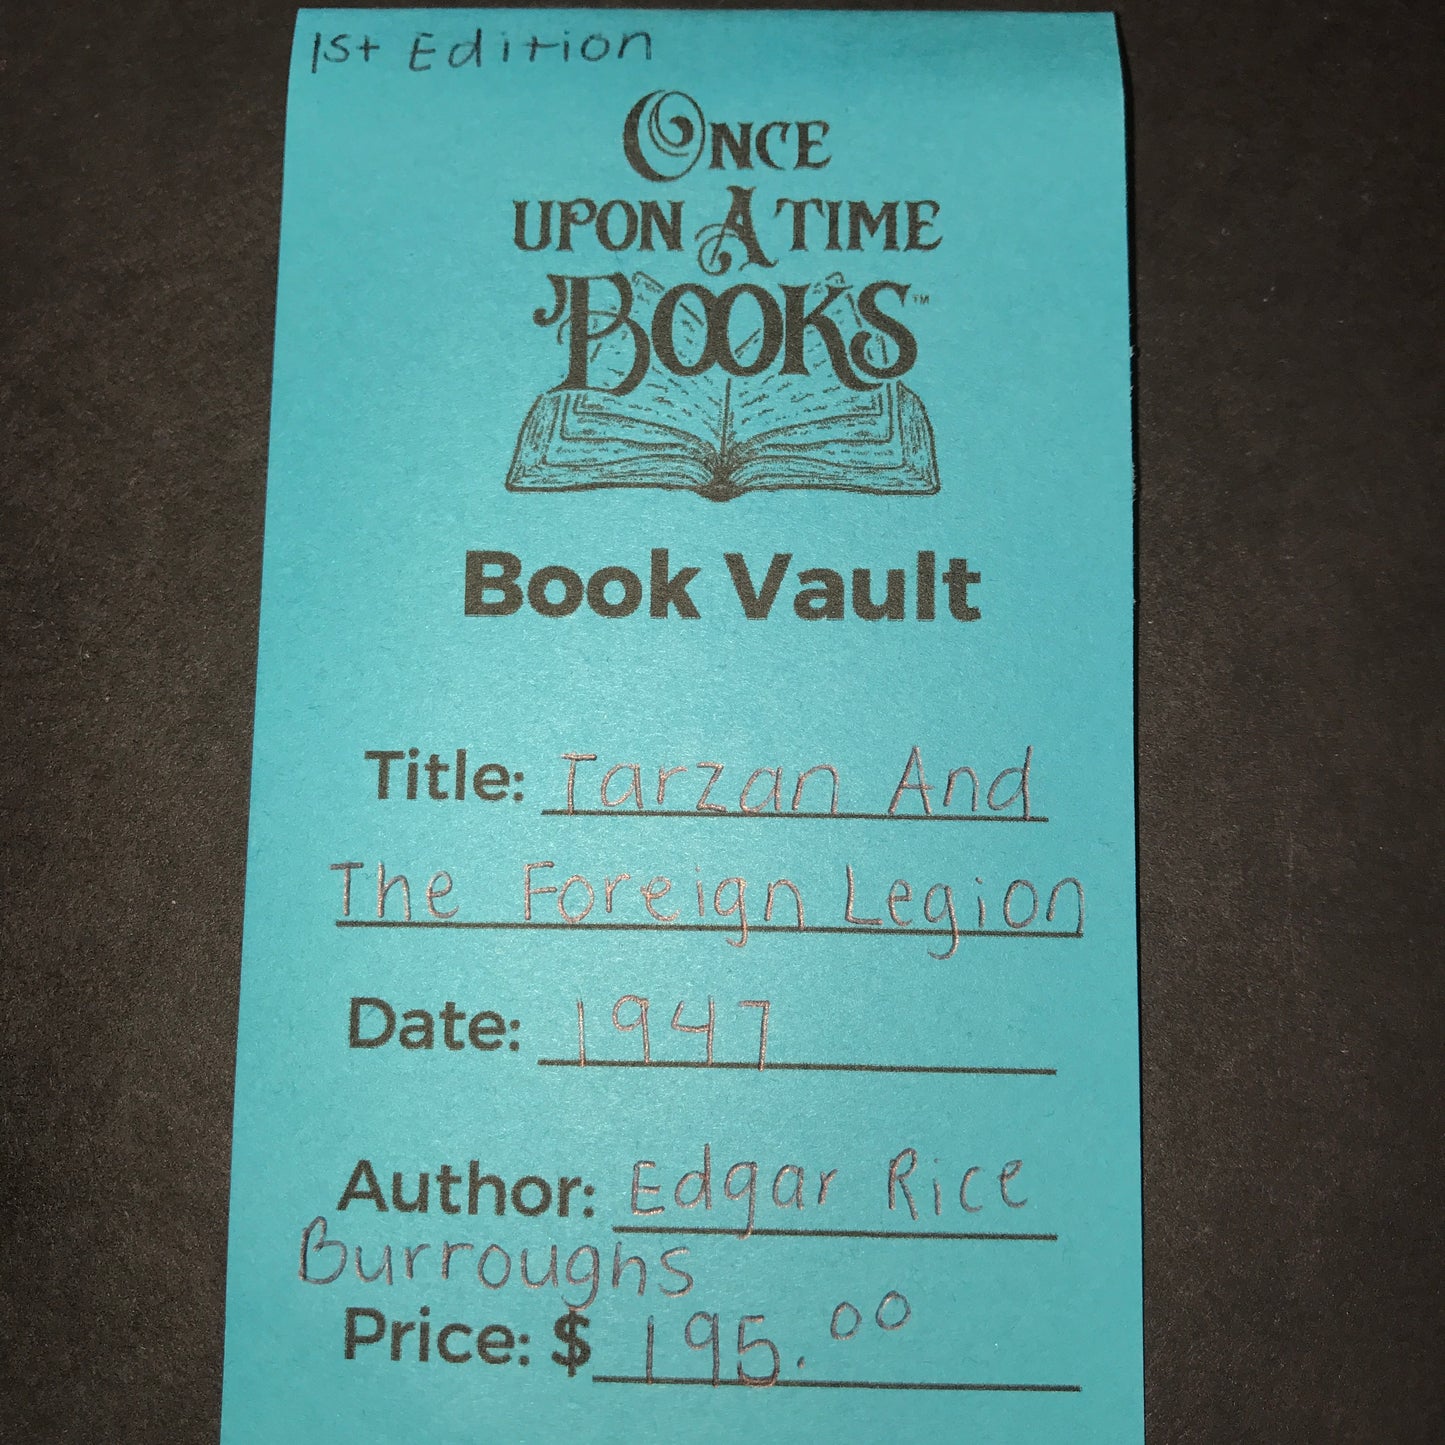 1st Edition
ONCE
UPON A TIME
BOOKS™
Book Vault
Title: Tarzan And
The Foreign Legion
Date: 1947
Author: Edgar Rice
Burroughs
Price: $ 195.00